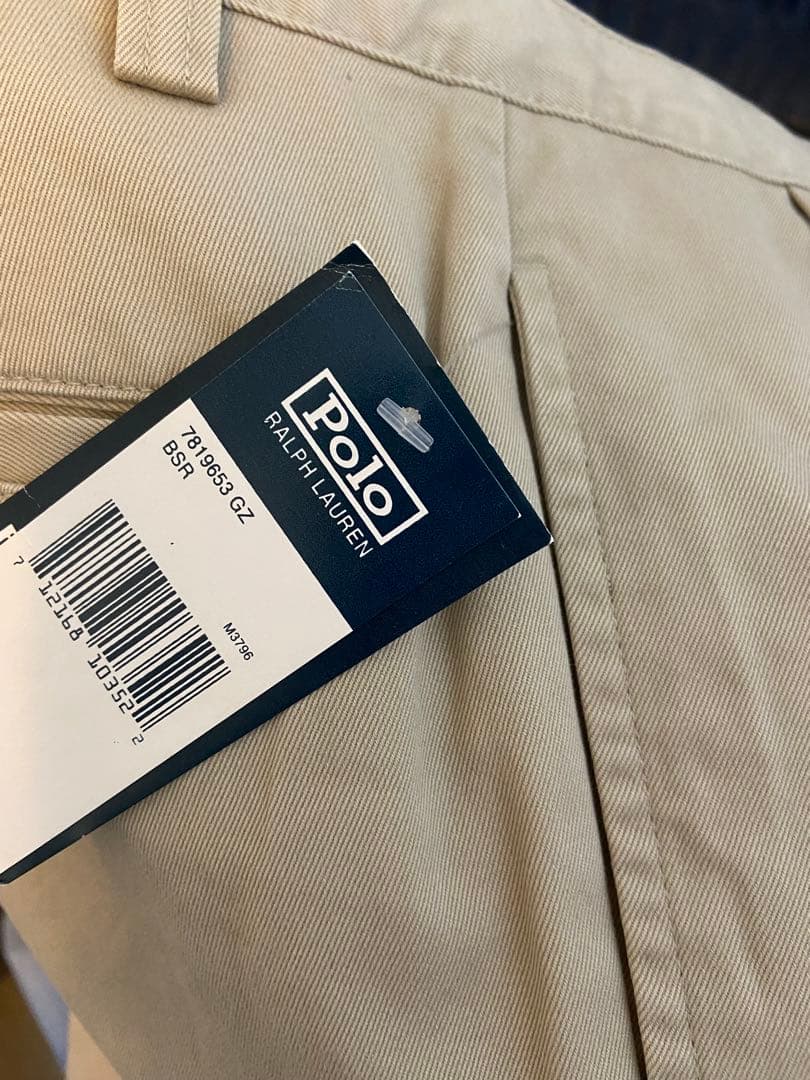 Polo
RALPH LAUREN
7819653 GZ
BSR
M3796
7 12168 10352 2